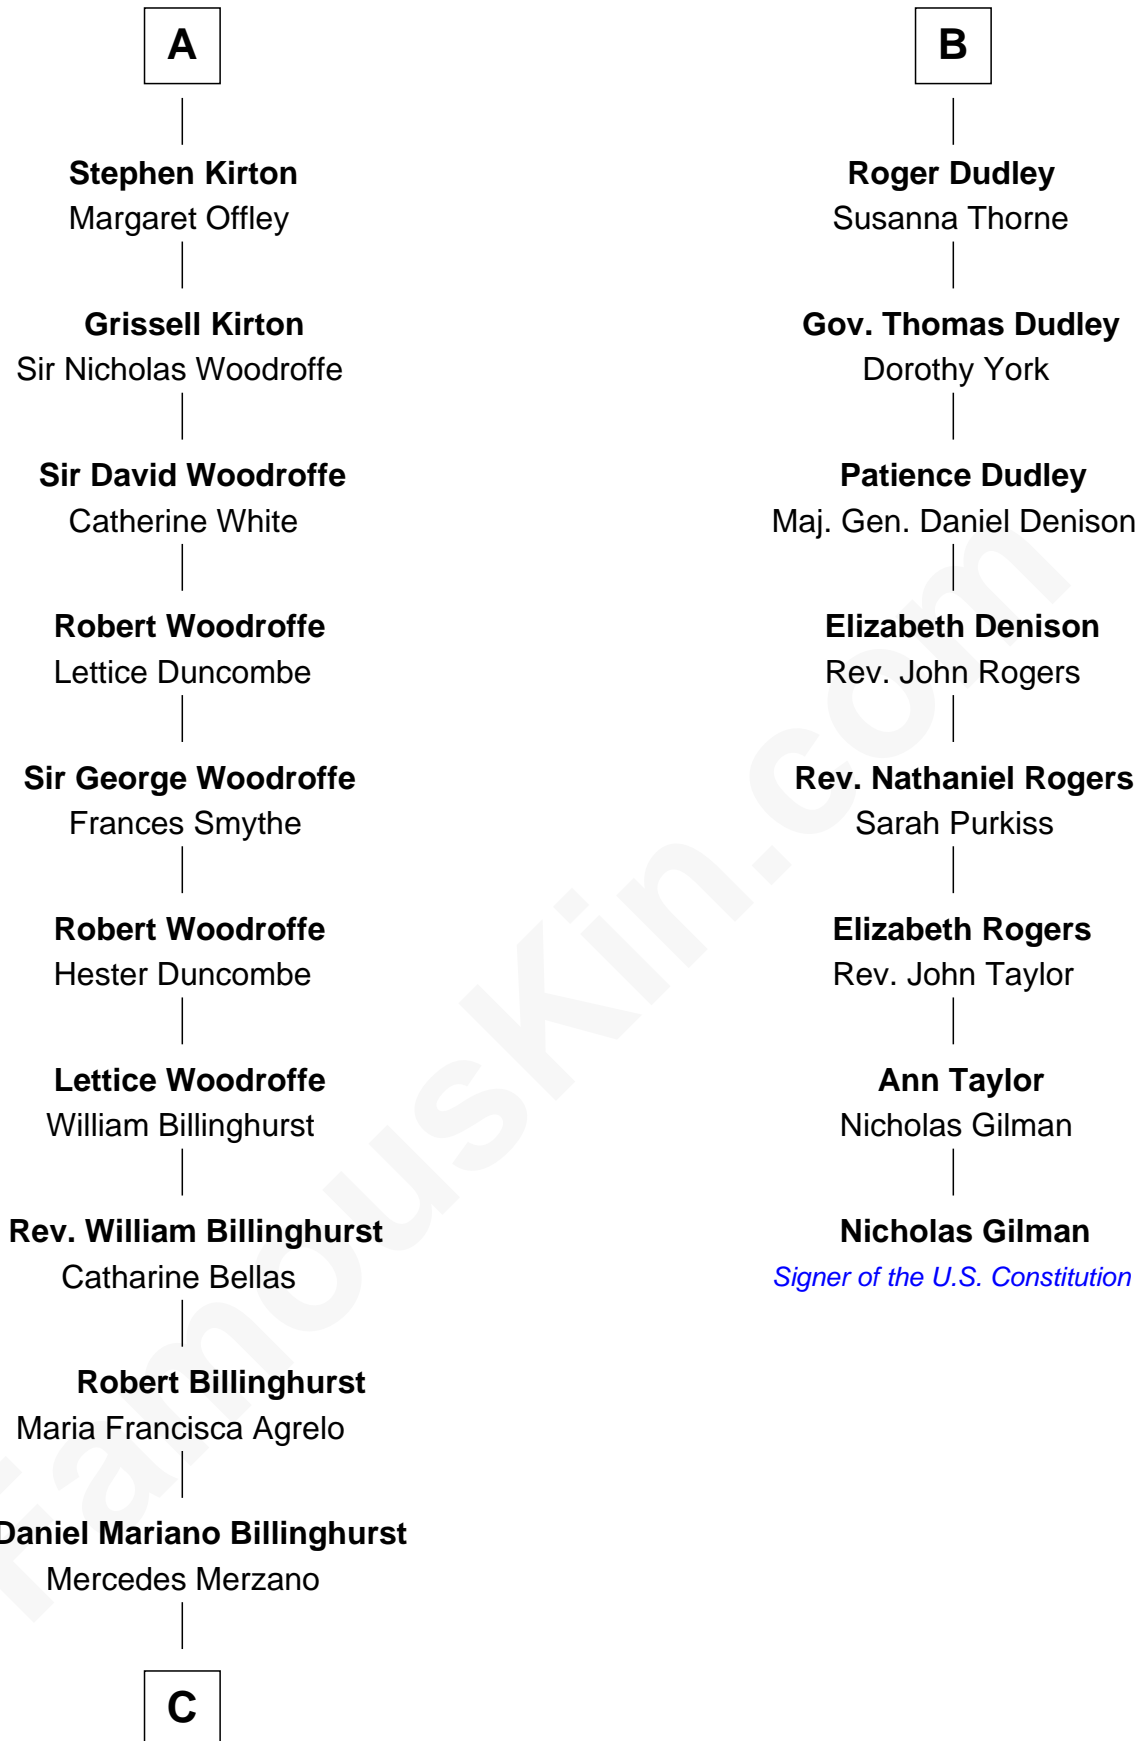 A
Stephen Kirton
Margaret Offley
Grissell Kirton
Sir Nicholas Woodroffe
Sir David Woodroffe
Catherine White
Robert Woodroffe
Lettice Duncombe
Sir George Woodroffe
Frances Smythe
Robert Woodroffe
Hester Duncombe
Lettice Woodroffe
William Billinghurst
Rev. William Billinghurst
Catharine Bellas
Robert Billinghurst
Maria Francisca Agrelo
Daniel Mariano Billinghurst
Mercedes Merzano
C
B
Roger Dudley
Susanna Thorne
Gov. Thomas Dudley
Dorothy York
Patience Dudley
Maj. Gen. Daniel Denison
Elizabeth Denison
Rev. John Rogers
Rev. Nathaniel Rogers
Sarah Purkiss
Elizabeth Rogers
Rev. John Taylor
Ann Taylor
Nicholas Gilman
Nicholas Gilman
Signer of the U.S. Constitution
FamousKin.com